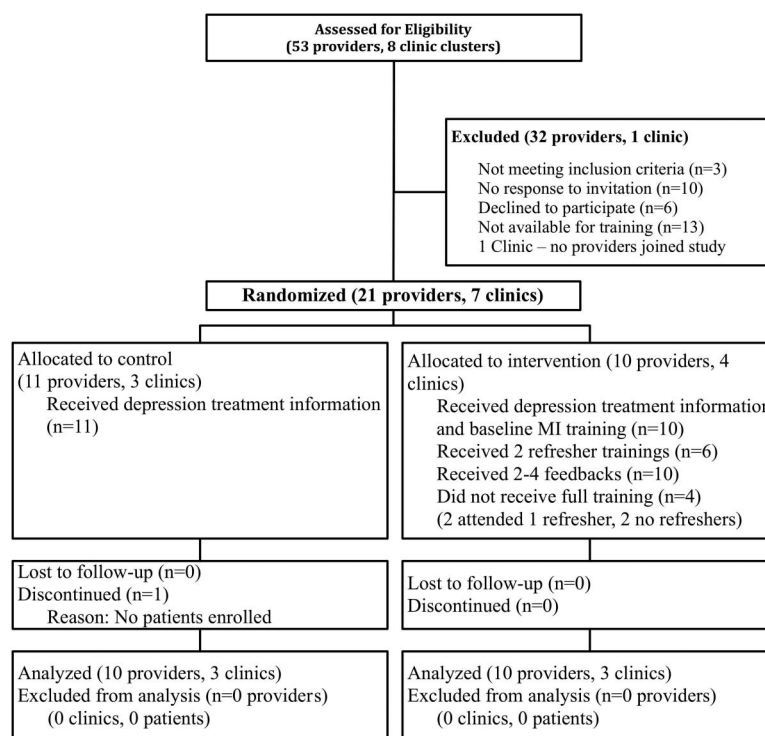 Assessed for Eligibility
(53 providers, 8 clinic clusters)
Excluded (32 providers, 1 clinic)
Not meeting inclusion criteria (n=3)
No response to invitation (n=10)
Declined to participate (n=6)
Not available for training (n=13)
1 Clinic – no providers joined study
Randomized (21 providers, 7 clinics)
Allocated to control
(11 providers, 3 clinics)
Received depression treatment information
(n=11)
Allocated to intervention (10 providers, 4
clinics)
Received depression treatment information
and baseline MI training (n=10)
Received 2 refresher trainings (n=6)
Received 2-4 feedbacks (n=10)
Did not receive full training (n=4)
(2 attended 1 refresher, 2 no refreshers)
Lost to follow-up (n=0)
Discontinued (n=1)
Reason: No patients enrolled
Lost to follow-up (n=0)
Discontinued (n=0)
Analyzed (10 providers, 3 clinics)
Excluded from analysis (n=0 providers)
(0 clinics, 0 patients)
Analyzed (10 providers, 3 clinics)
Excluded from analysis (n=0 providers)
(0 clinics, 0 patients)